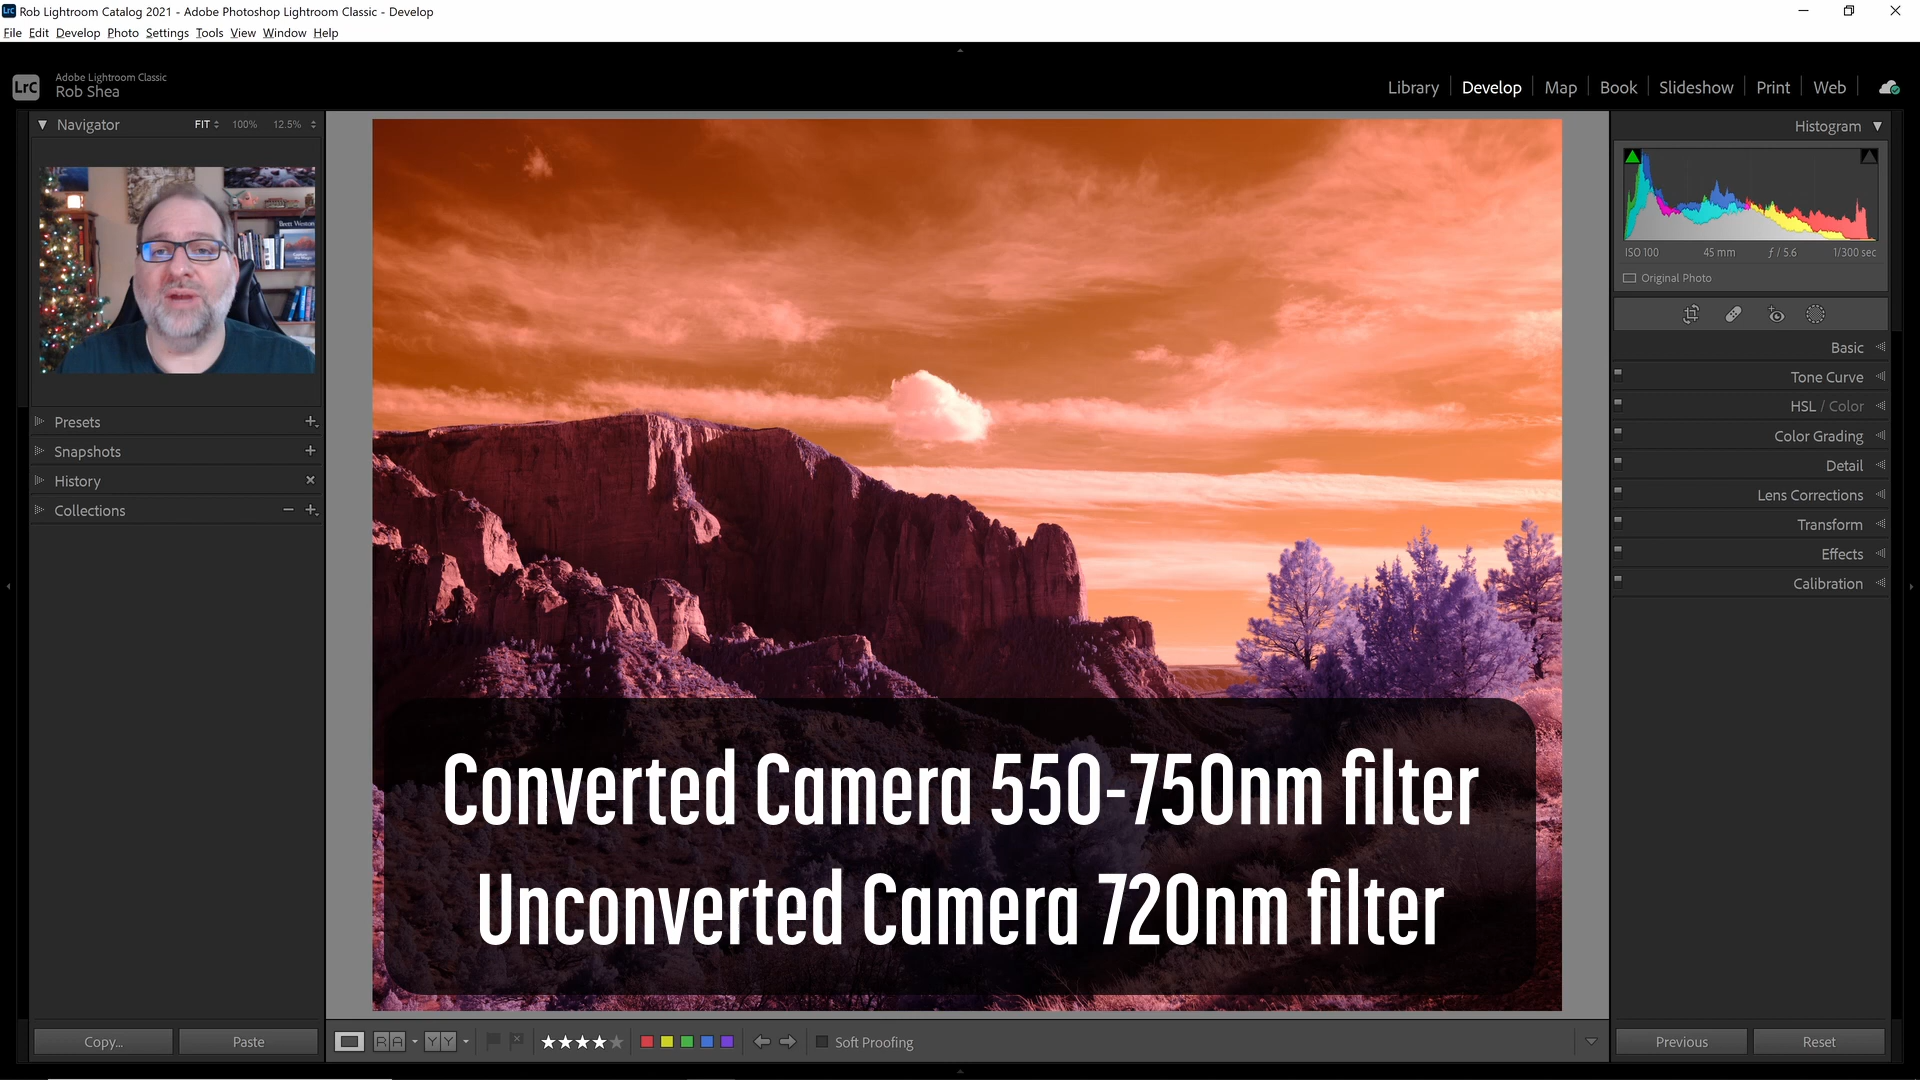 Rob Lightroom Catalog 2021 - Adobe Photoshop Lightroom Classic - Develop
File Edit Develop Photo Settings Tools View Window Help
LrC
Adobe Lightroom Classic
Rob Shea
Library Develop Map Book Slideshow Print Web
Navigator FIT 100% 12.5%
Histogram
ISO 100 45 mm ƒ / 5.6 1/300 sec
Original Photo
Basic
Tone Curve
HSL / Color
Color Grading
Detail
Lens Corrections
Transform
Effects
Calibration
Presets
Snapshots
History
Collections
Converted Camera 550-750nm filter
Unconverted Camera 720nm filter
Copy... Paste
R A Y Y Soft Proofing
Previous Reset